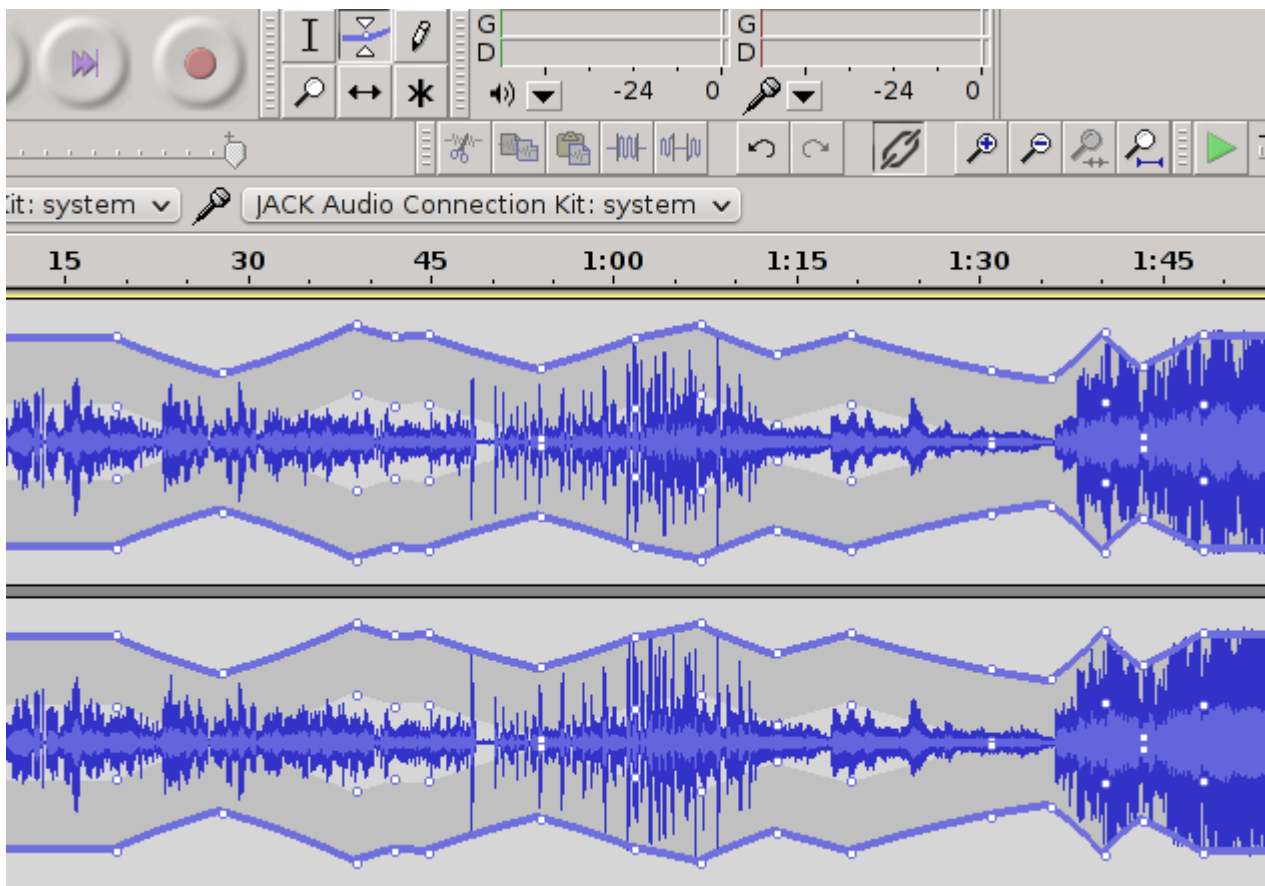 G G
D D
-24 0 -24 0
Kit: system JACK Audio Connection Kit: system
15 30 45 1:00 1:15 1:30 1:45